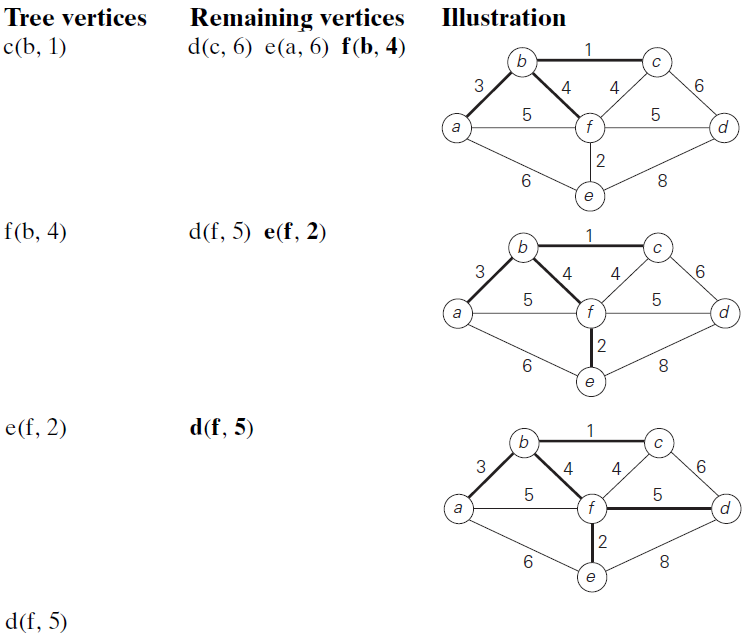 Tree vertices Remaining vertices Illustration
c(b, 1) d(c, 6) e(a, 6) f(b, 4)
1
b c
3 4 4 6
5 5
a f d
2
6 8
e
f(b, 4) d(f, 5) e(f, 2)
1
b c
3 4 4 6
5 5
a f d
2
6 8
e
e(f, 2) d(f, 5)
1
b c
3 4 4 6
5 5
a f d
2
6 8
e
d(f, 5)